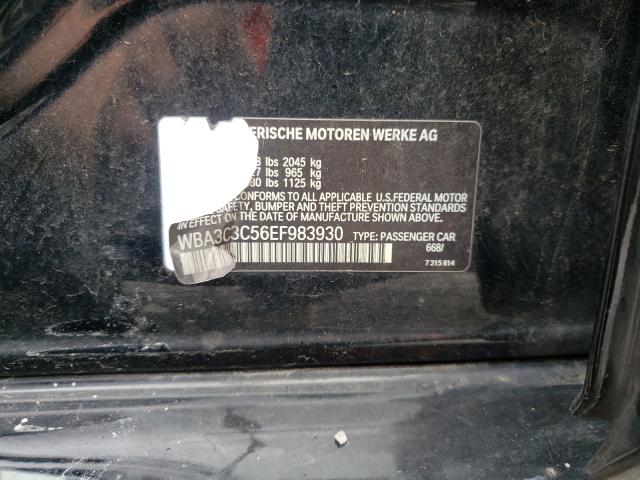 ERISCHE MOTOREN WERKE AG
lbs 2045 kg
lbs 965 kg
lbs 1125 kg
CONFORMS TO ALL APPLICABLE U.S.FEDERAL MOTOR
SAFETY, BUMPER AND THEFT PREVENTION
IN EFFECT ON DATE OF MANUFACTURE SHOWN ABOVE.
WBA3C3C56EF983930 TYPE: PASSENGER CAR
668/
7 315 814